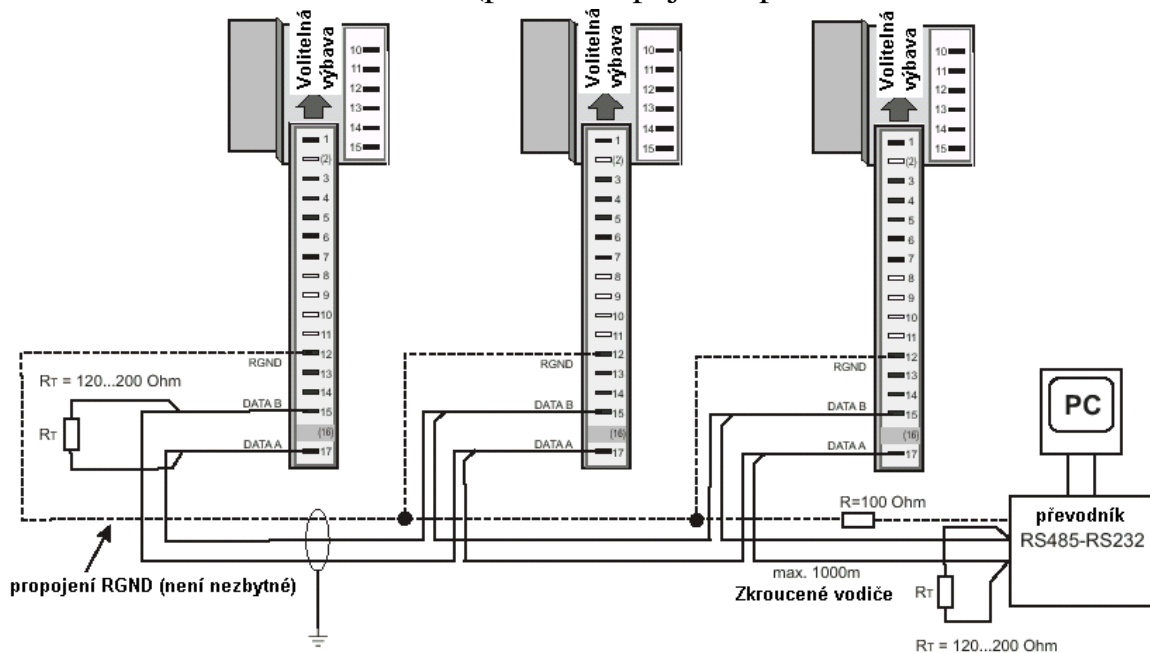 Volitelná
výbava
10
11
12
13
14
15
1
(2)
3
4
5
6
7
8
9
10
11
12
13
14
15
(16)
17
RGND
DATA B
DATA A
Volitelná
výbava
10
11
12
13
14
15
1
(2)
3
4
5
6
7
8
9
10
11
12
13
14
15
(16)
17
RGND
DATA B
DATA A
Volitelná
výbava
10
11
12
13
14
15
1
(2)
3
4
5
6
7
8
9
10
11
12
13
14
15
(16)
17
RGND
DATA B
DATA A
RT = 120...200 Ohm
RT
PC
R=100 Ohm
převodník
RS485-RS232
propojení RGND (není nezbytné)
max. 1000m
Zkroucené vodiče
RT
RT = 120...200 Ohm